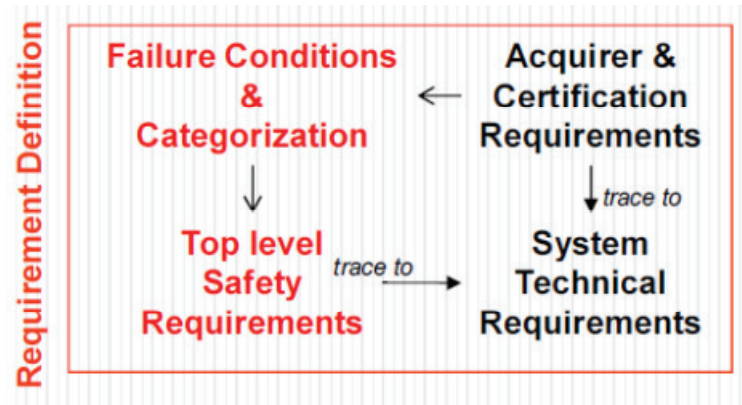 Requirement Definition
Failure Conditions
&
Categorization
Acquirer &
Certification
Requirements
trace to
Top level
Safety
Requirements
trace to
System
Technical
Requirements